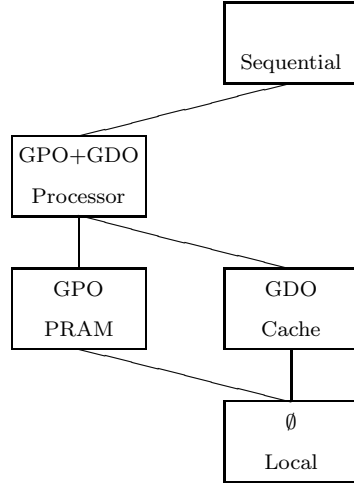 Sequential
GPO+GDO
Processor
GPO
PRAM
GDO
Cache
∅
Local